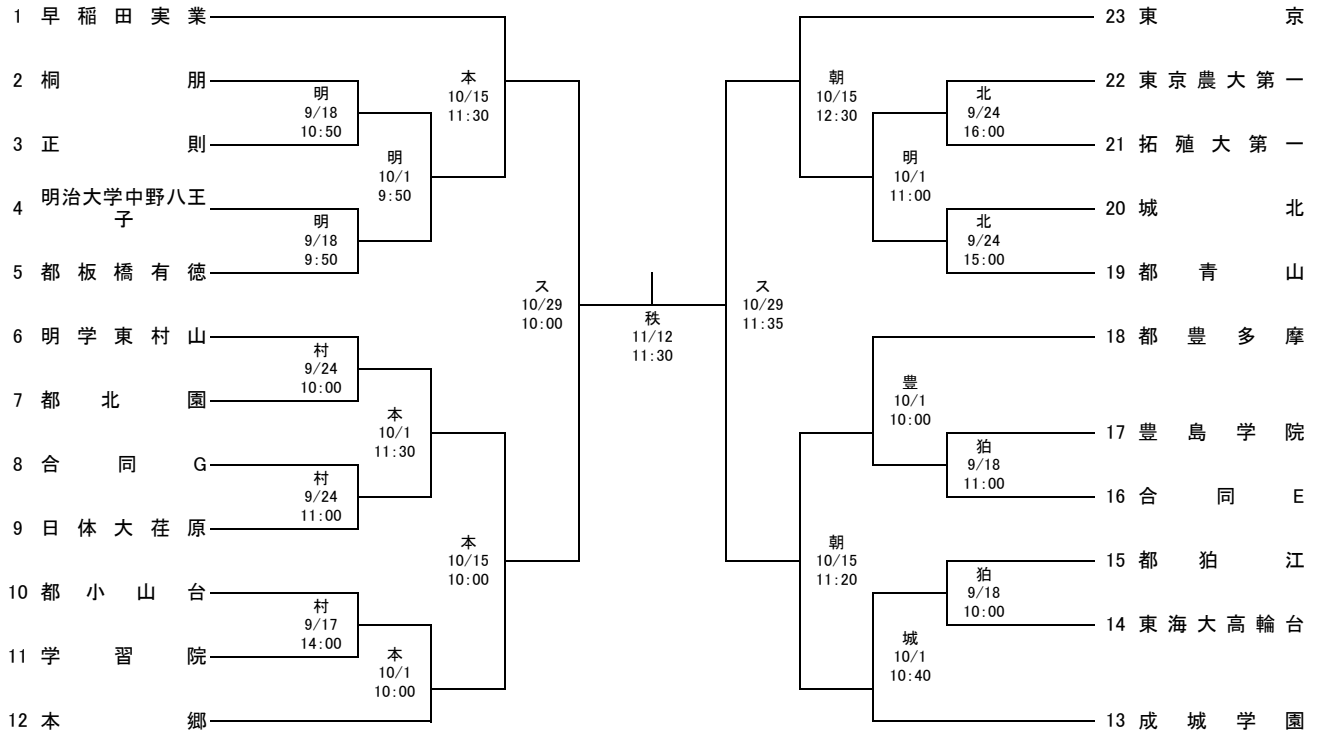 1 早稲田実業
2 桐朋
明
9/18
10:50
3 正則
明
10/1
9:50
4 明治大学中野八王
子
明
9/18
9:50
5 都板橋有徳
本
10/15
11:30
6 明学東村山
村
9/24
10:00
7 都北園
本
10/1
11:30
8 合同G
村
9/24
11:00
9 日体大荏原
10 都小山台
村
9/17
14:00
11 学習院
本
10/1
10:00
12 本郷
本
10/15
10:00
ス
10/29
10:00
秩
11/12
11:30
ス
10/29
11:35
23 東京
朝
10/15
12:30
22 東京農大第一
北
9/24
16:00
21 拓殖大第一
明
10/1
11:00
20 城北
北
9/24
15:00
19 都青山
18 都豊多摩
豊
10/1
10:00
17 豊島学院
狛
9/18
11:00
16 合同E
朝
10/15
11:20
15 都狛江
狛
9/18
10:00
14 東海大高輪台
城
10/1
10:40
13 成城学園